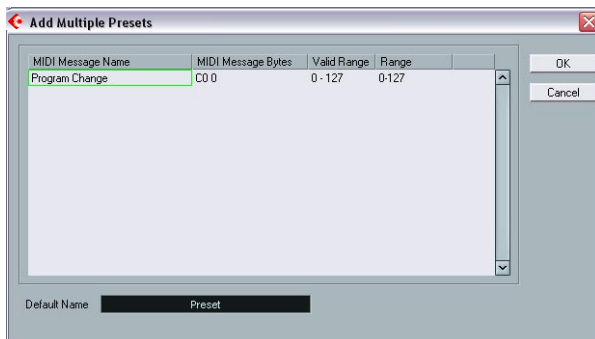 Add Multiple Presets
MIDI Message Name MIDI Message Bytes Valid Range Range
Program Change C0 0 0 - 127 0-127
OK
Cancel
Default Name Preset